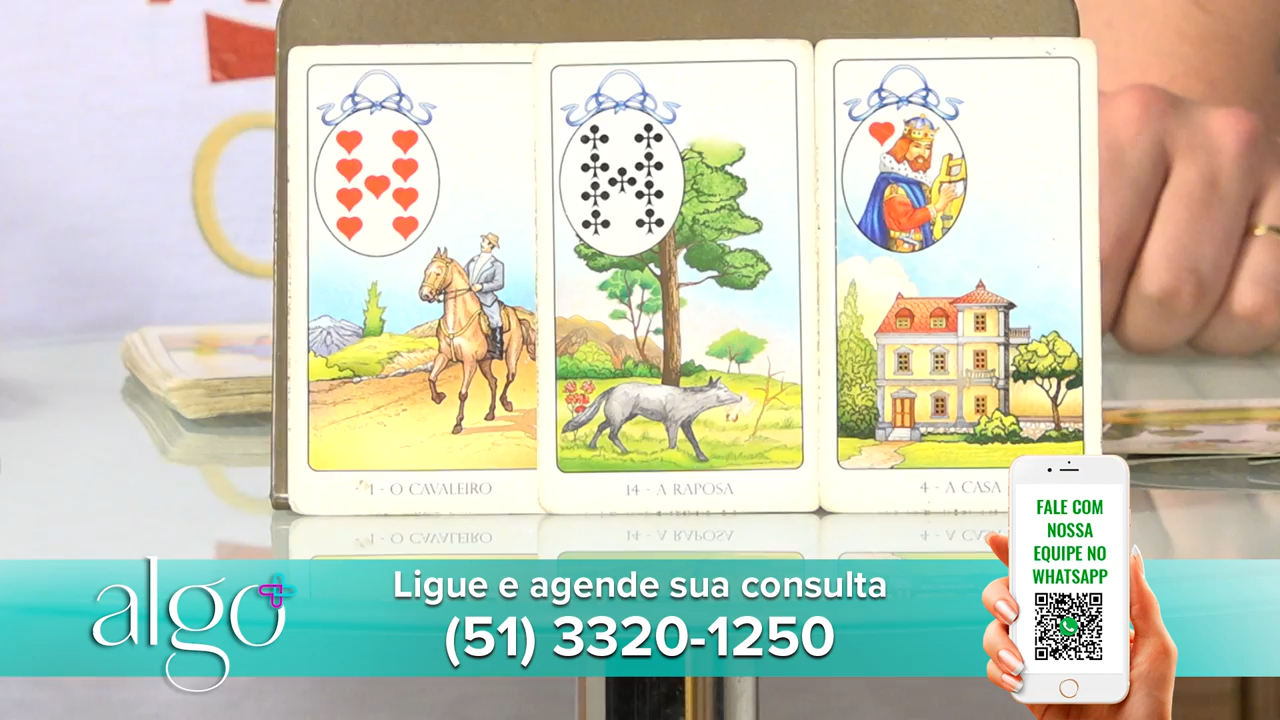 1 - O CAVALEIRO
14 - A RAPOSA
4 - A CASA
algo+
Ligue e agende sua consulta
(51) 3320-1250
FALE COM
NOSSA
EQUIPE NO
WHATSAPP